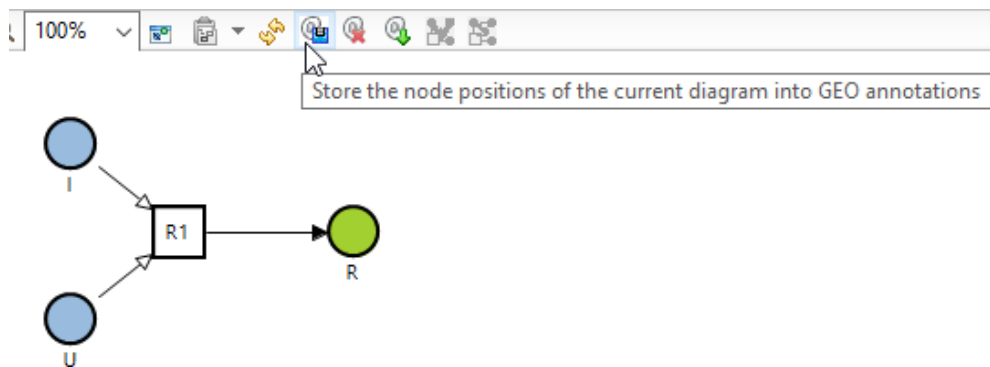 100%
Store the node positions of the current diagram into GEO annotations
I
R1
R
U